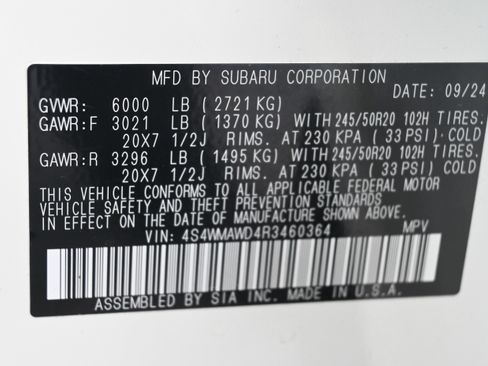 MFD BY SUBARU CORPORATION
DATE: 09/24
GVWR: 6000 LB (2721 KG)
GAWR: F 3021 LB (1370 KG) WITH 245/50R20 102H TIRES,
20X7 1/2J RIMS, AT 230 KPA (33 PSI) COLD
GAWR: R 3296 LB (1495 KG) WITH 245/50R20 102H TIRES,
20X7 1/2J RIMS, AT 230 KPA (33 PSI) COLD
THIS VEHICLE CONFORMS TO ALL APPLICABLE FEDERAL MOTOR
VEHICLE SAFETY AND THEFT PREVENTION STANDARDS
IN EFFECT ON THE DATE OF MANUFACTURE SHOWN ABOVE.
VIN: 4S4WMAWD4R3460364 MPV
ASSEMBLED BY SIA INC. MADE IN U.S.A.